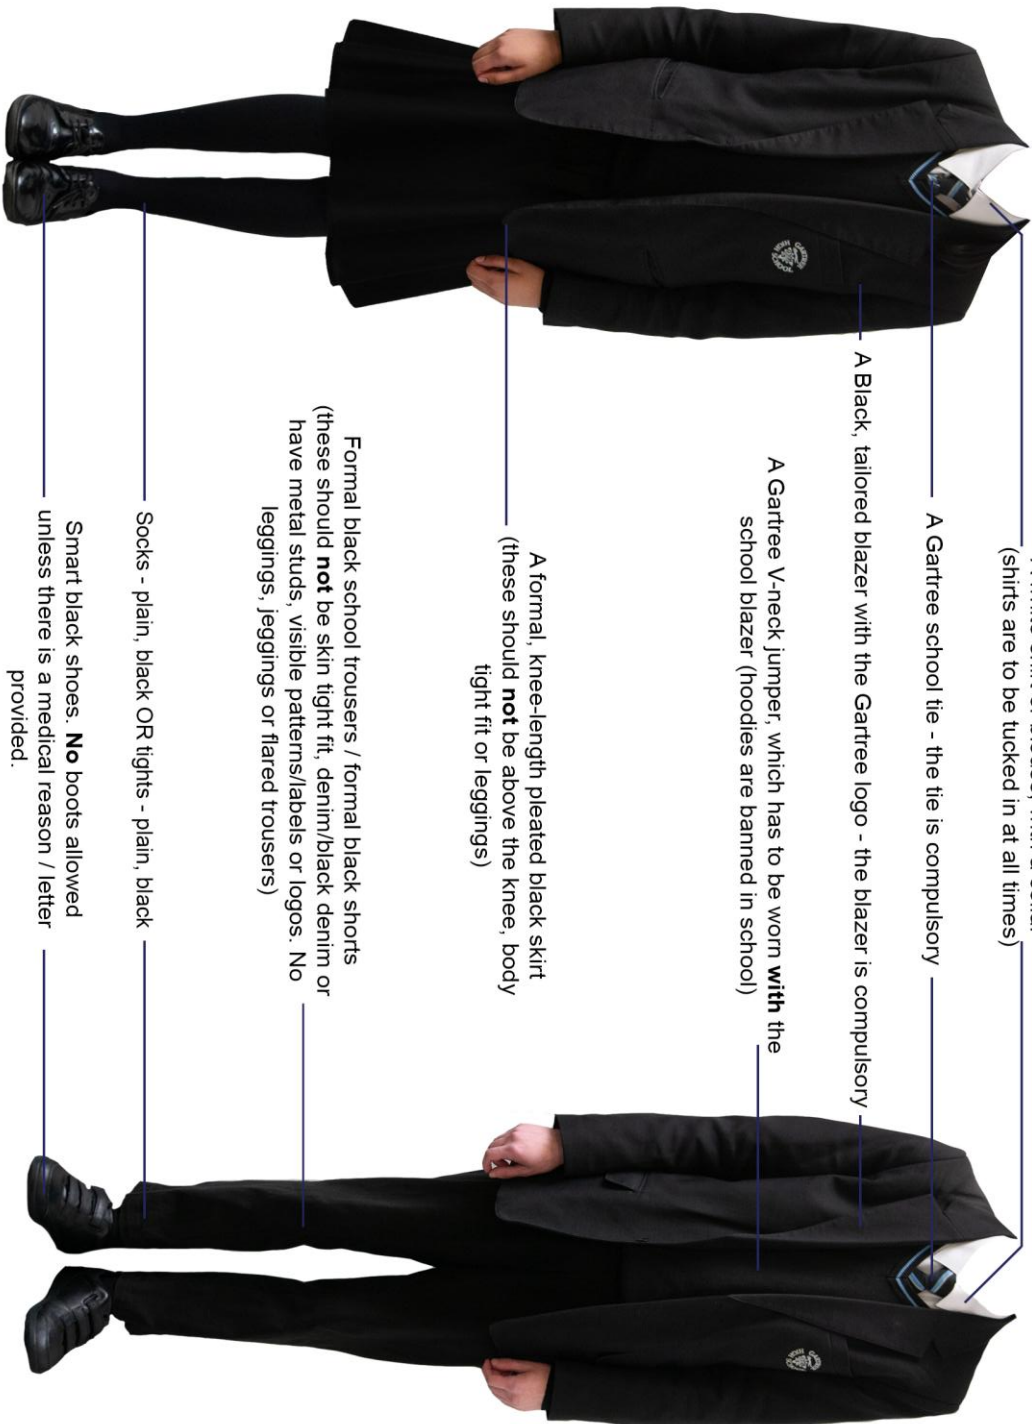 (shirts are to be tucked in at all times)
A Gartree school tie - the tie is compulsory
A Black, tailored blazer with the Gartree logo - the blazer is compulsory
A Gartree V-neck jumper, which has to be worn with the
school blazer (hoodies are banned in school)
A formal, knee-length pleated black skirt
(these should not be above the knee, body
tight fit or leggings)
Formal black school trousers / formal black shorts
(these should not be skin tight fit, denim/black denim or
have metal studs, visible patterns/labels or logos. No
leggings, jeggings or flared trousers)
Socks - plain, black OR tights - plain, black
Smart black shoes. No boots allowed
unless there is a medical reason / letter
provided.
GARTREE
HIGH
SCHOOL